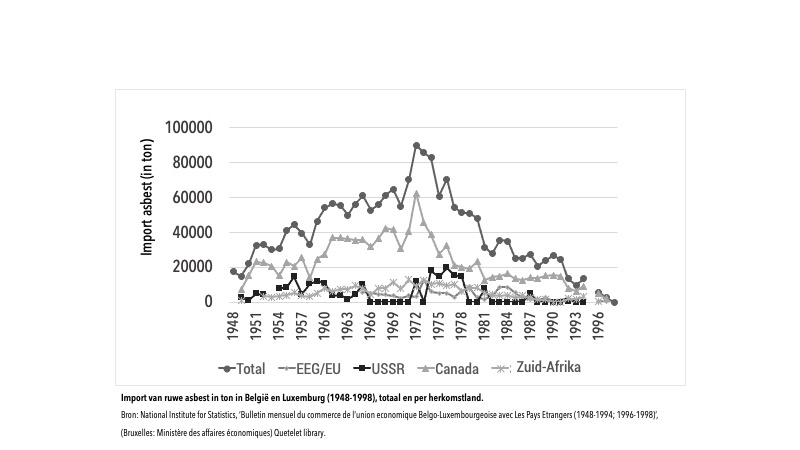 100000
80000
60000
40000
20000
0
Import asbest (in ton)
1948 1951 1954 1957 1960 1963 1966 1969 1972 1975 1978 1981 1984 1987 1990 1993 1996
Total EEG/EU USSR Canada Zuid-Afrika
Import van ruwe asbest in ton in België en Luxemburg (1948-1998), totaal en per herkomstland.
Bron: National Institute for Statistics, ‘Bulletin mensuel du commerce de l’union economique Belgo-Luxembourgeoise avec Les Pays Etrangers (1948-1994; 1996-1998)’,
(Bruxelles: Ministère des affaires économiques) Quetelet library.